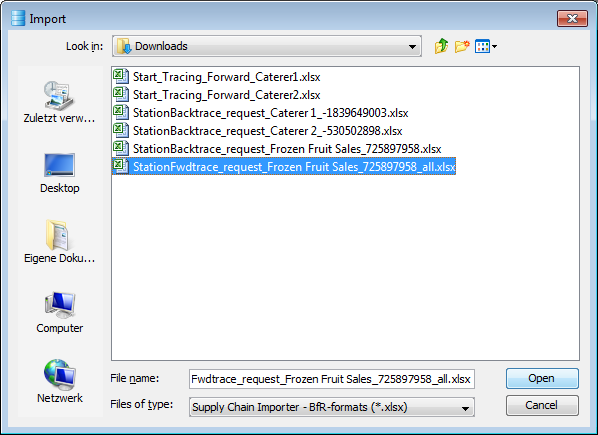 Import
Look in: Downloads
Start_Tracing_Forward_Caterer1.xlsx
Start_Tracing_Forward_Caterer2.xlsx
StationBacktrace_request_Caterer 1_-1839649003.xlsx
StationBacktrace_request_Caterer 2_-530502898.xlsx
StationBacktrace_request_Frozen Fruit Sales_725897958.xlsx
StationFwdtrace_request_Frozen Fruit Sales_725897958_all.xlsx
Zuletzt verw...
Desktop
Eigene Doku...
Computer
Netzwerk
File name: Fwdtrace_request_Frozen Fruit Sales_725897958_all.xlsx
Open
Files of type: Supply Chain Importer - BfR-formats (*.xlsx)
Cancel